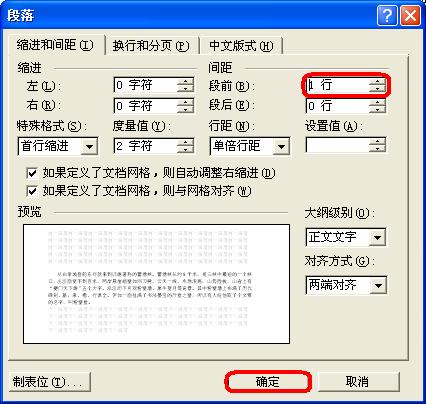 段落
缩进和间距(I) 换行和分页(P) 中文版式(H)
缩进 间距
左(L): 0 字符 段前(B): 1 行
右(R): 0 字符 段后(E): 0 行
特殊格式(S): 度量值(Y): 行距(N): 设置值(A):
首行缩进 2 字符 单倍行距
如果定义了文档网格，则自动调整右缩进(D)
如果定义了文档网格，则与网格对齐(W)
预览 大纲级别(O):
正文文字
对齐方式(G):
两端对齐
制表位(T)... 确定 取消